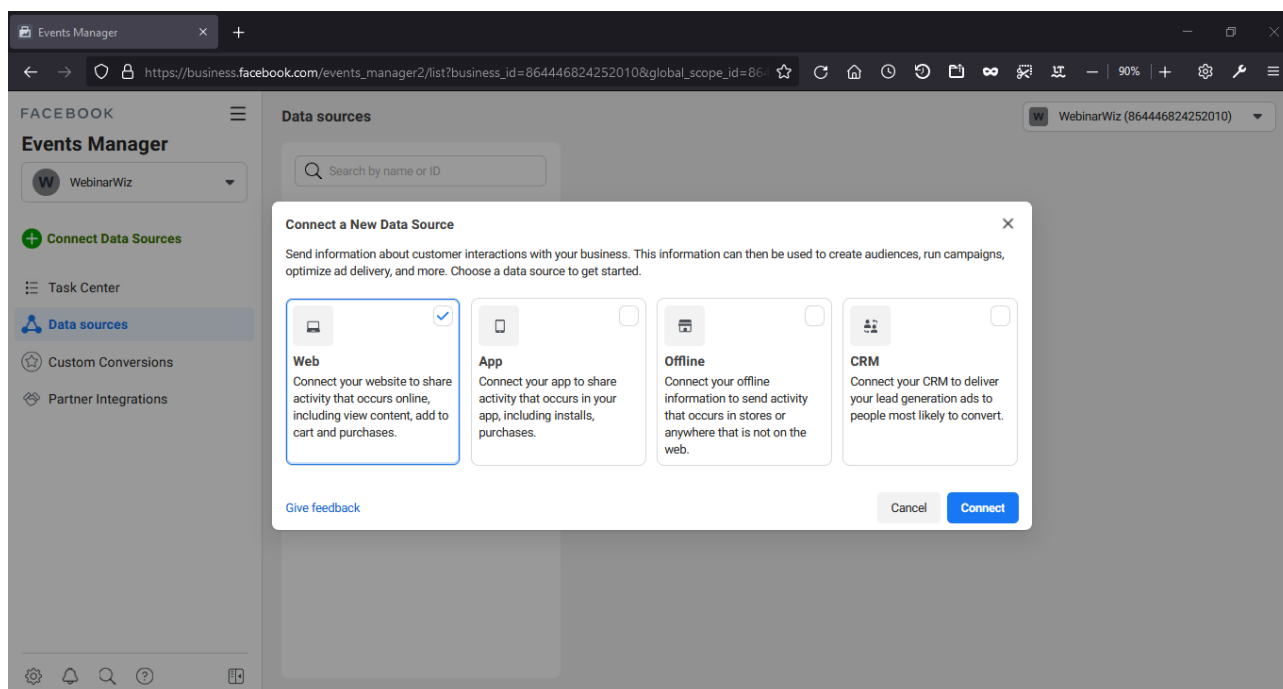 Events Manager
https://business.facebook.com/events_manager2/list?business_id=864446824252010&global_scope_id=864
90%
FACEBOOK
Events Manager
W WebinarWiz
Connect Data Sources
Task Center
Data sources
Custom Conversions
Partner Integrations
Data sources
W WebinarWiz (864446824252010)
Search by name or ID
Connect a New Data Source
Send information about customer interactions with your business. This information can then be used to create audiences, run campaigns,
optimize ad delivery, and more. Choose a data source to get started.
Web
Connect your website to share
activity that occurs online,
including view content, add to
cart and purchases.
App
Connect your app to share
activity that occurs in your
app, including installs,
purchases.
Offline
Connect your offline
information to send activity
that occurs in stores or
anywhere that is not on the
web.
CRM
Connect your CRM to deliver
your lead generation ads to
people most likely to convert.
Give feedback
Cancel
Connect